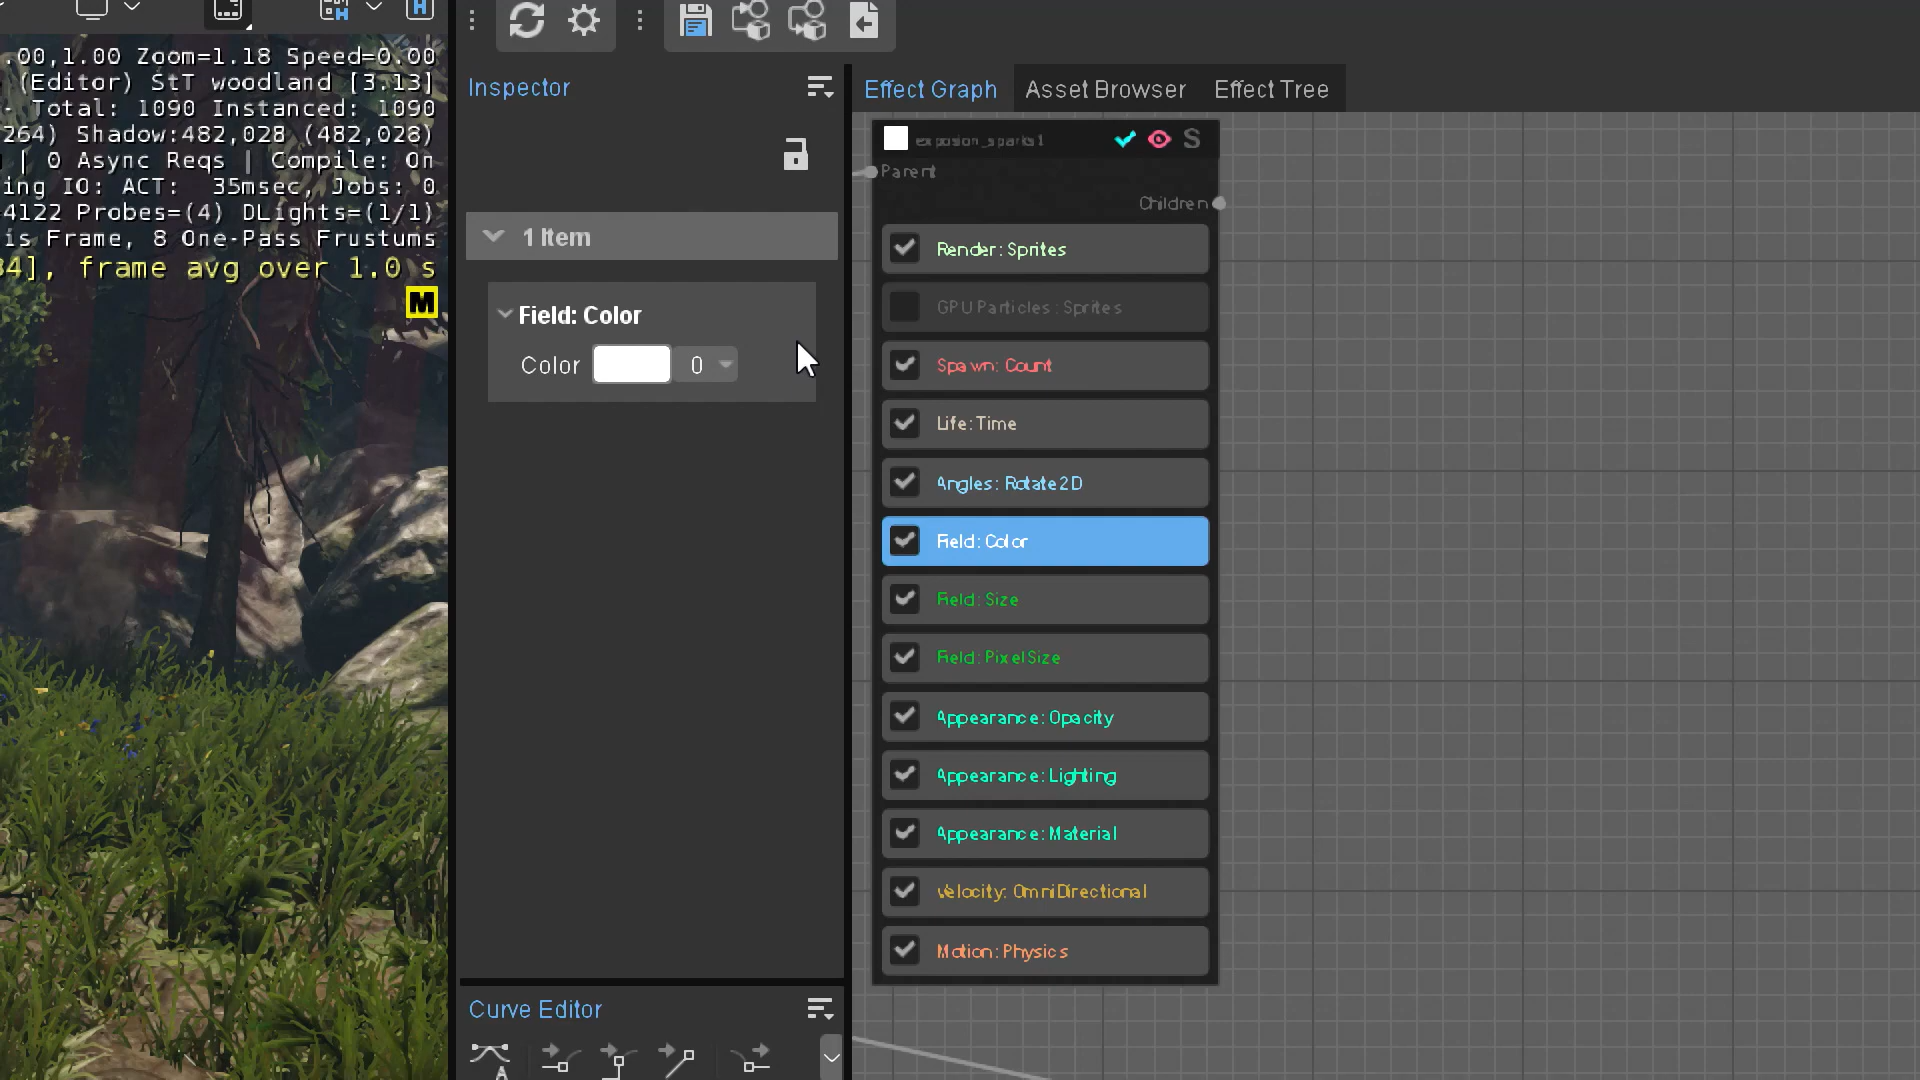 .00,1.00 Zoom=1.18 Speed=0.00
(Editor) StT woodland [3.13]
- Total: 1090 Instanced: 1090
264) Shadow:482,028 (482,028)
| 0 Async Reqs | Compile: On
ing IO: ACT: 35msec, Jobs: 0
4122 Probes=(4) DLights=(1/1)
is Frame, 8 One-Pass Frustums
34], frame avg over 1.0 s
M
H
H
Inspector
1 Item
Field: Color
Color 0
Curve Editor
A
Effect Graph Asset Browser Effect Tree
exposion_sparks1 S
Parent
Children
Render: Sprites
GPU Particles: Sprites
Spawn: Count
Life: Time
Angles: Rotate2D
Field: Color
Field: Size
Field: PixelSize
Appearance: Opacity
Appearance: Lighting
Appearance: Material
Velocity: OmniDirectional
Motion: Physics